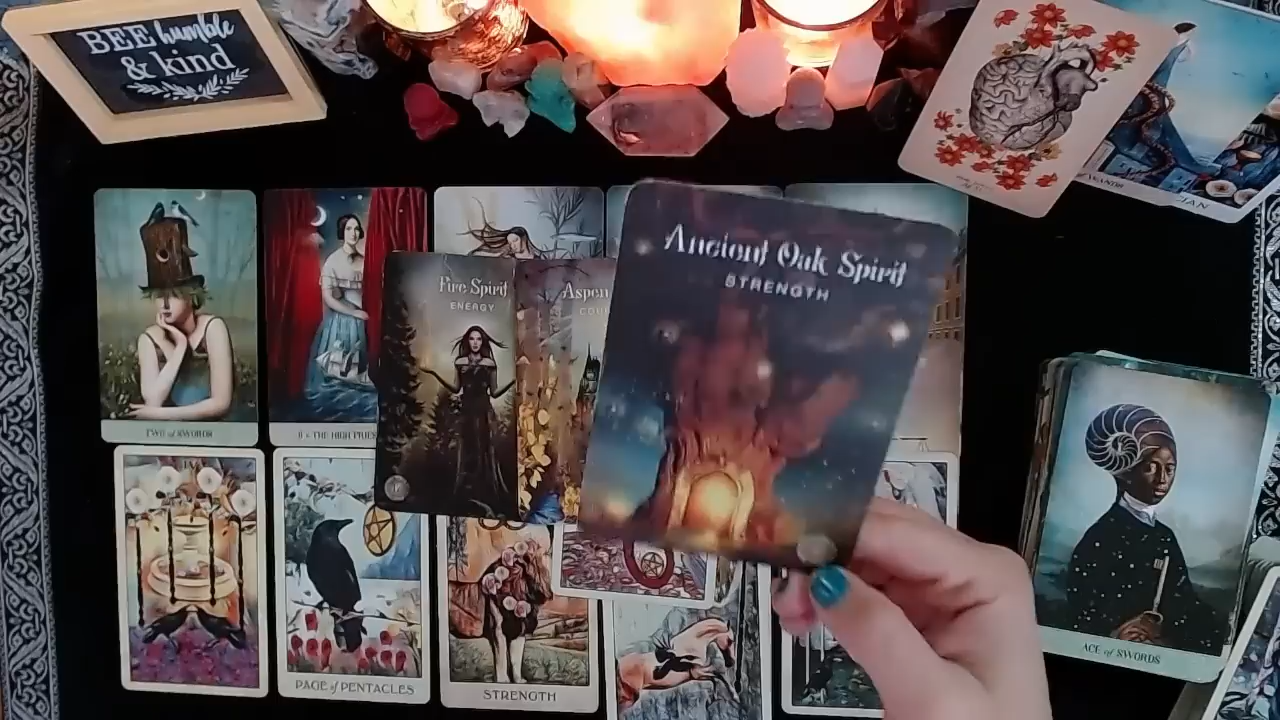 BEE humble
& kind
Ancient Oak Spirit
STRENGTH
Fire Spirit
ENERGY
Aspen
TWO of SWORDS
II • THE HIGH
PAGE of PENTACLES
STRENGTH
ACE of SWORDS